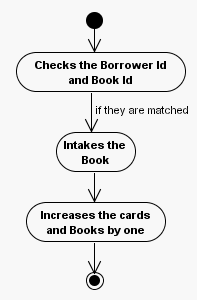 Checks the Borrower Id
and Book Id
if they are matched
Intakes the
Book
Increases the cards
and Books by one